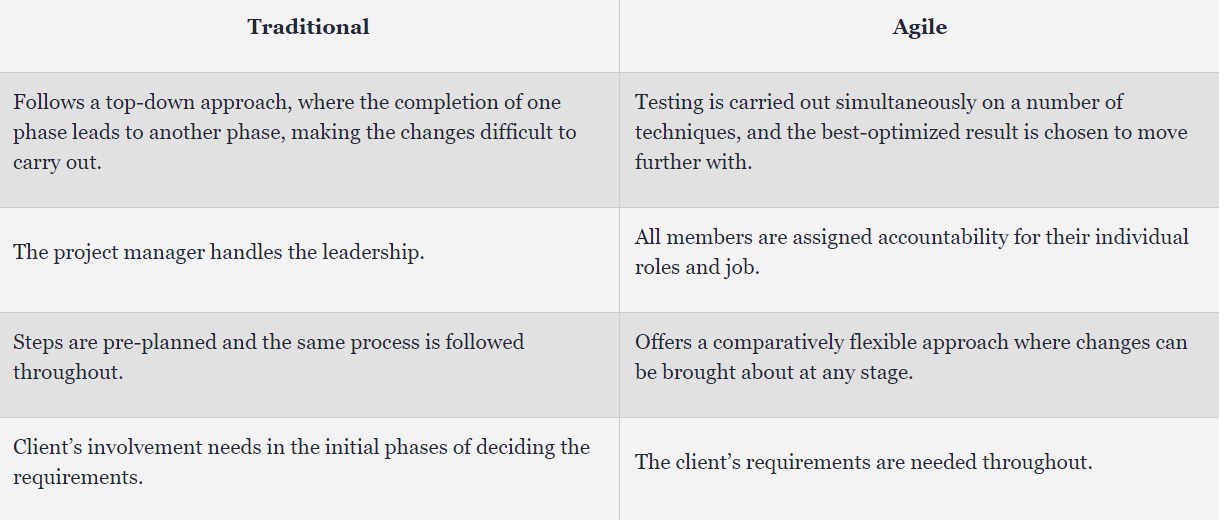 Traditional
Agile
Follows a top-down approach, where the completion of one
phase leads to another phase, making the changes difficult to
carry out.
Testing is carried out simultaneously on a number of
techniques, and the best-optimized result is chosen to move
further with.
The project manager handles the leadership.
All members are assigned accountability for their individual
roles and job.
Steps are pre-planned and the same process is followed
throughout.
Offers a comparatively flexible approach where changes can
be brought about at any stage.
Client’s involvement needs in the initial phases of deciding the
requirements.
The client’s requirements are needed throughout.